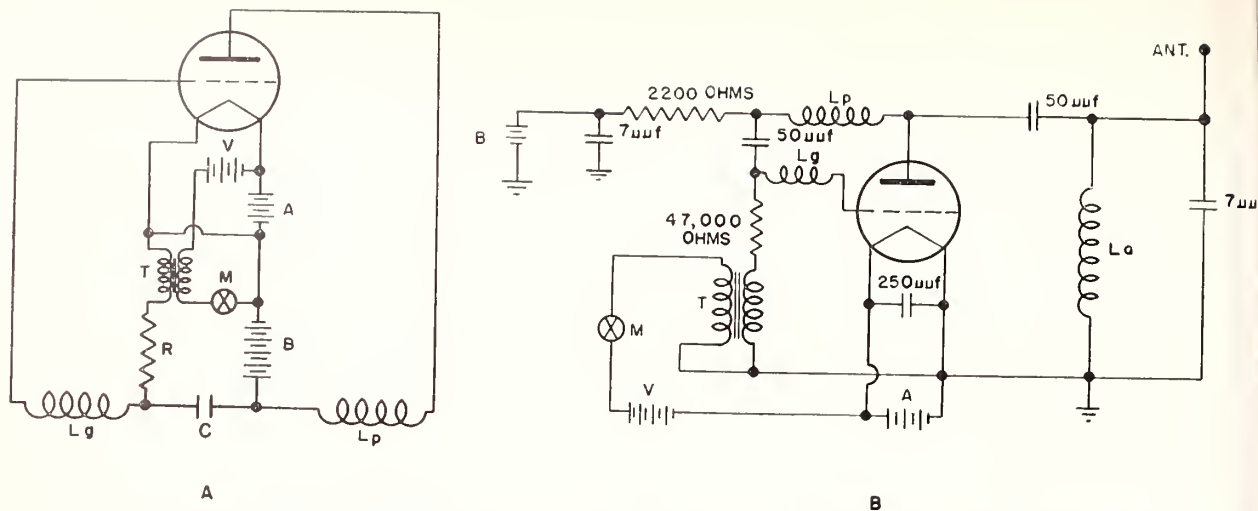 V
A
T
M
R
B
Lg
C
Lp
A
ANT.
2200 OHMS
Lp
50µµf
B
7µµf
50µµf
Lg
47,000
OHMS
7µµ
La
250µµf
T
M
V
A
B